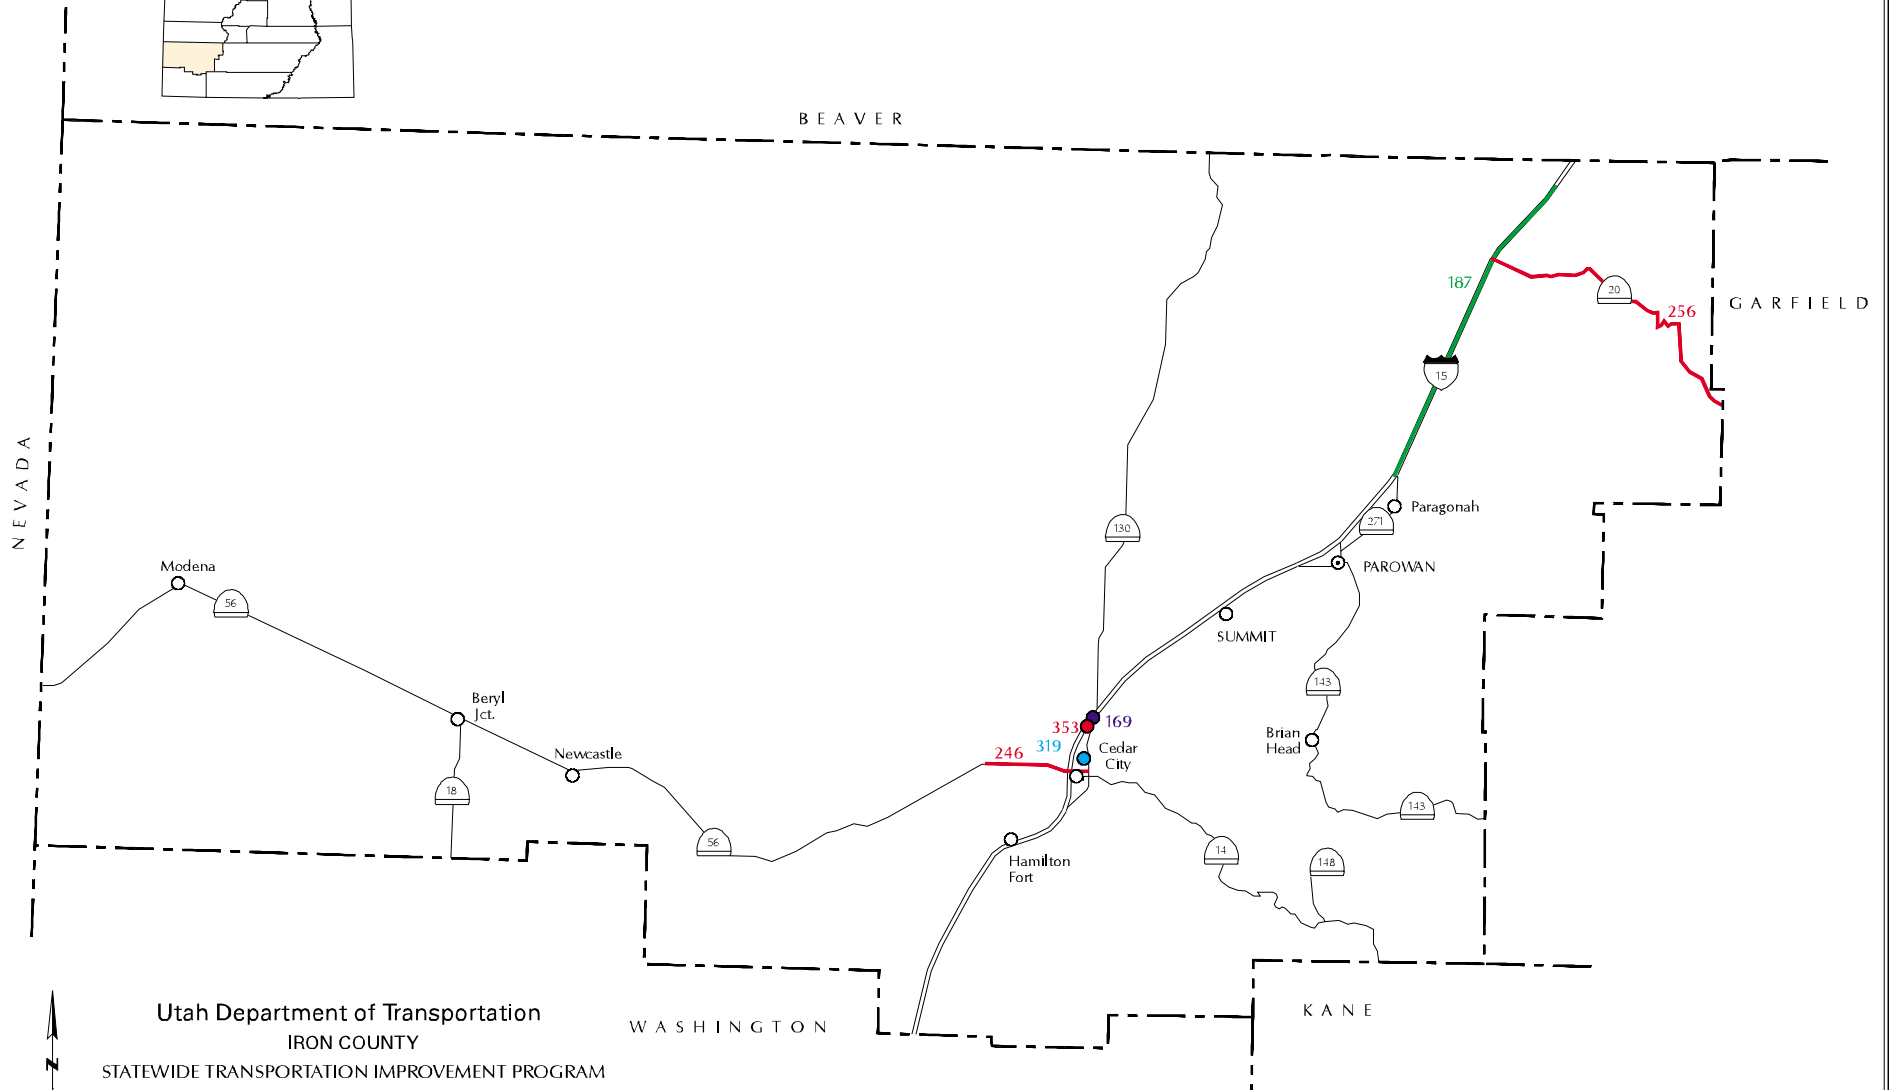 BEAVER
187
20
256
GARFIELD
15
NEVADA
Paragonah
271
130
PAROWAN
Modena
56
SUMMIT
143
Beryl
Jct.
353
169
319
246
Cedar
City
Brian
Head
Newcastle
18
143
56
14
148
Hamilton
Fort
KANE
WASHINGTON
Utah Department of Transportation
IRON COUNTY
STATEWIDE TRANSPORTATION IMPROVEMENT PROGRAM
N